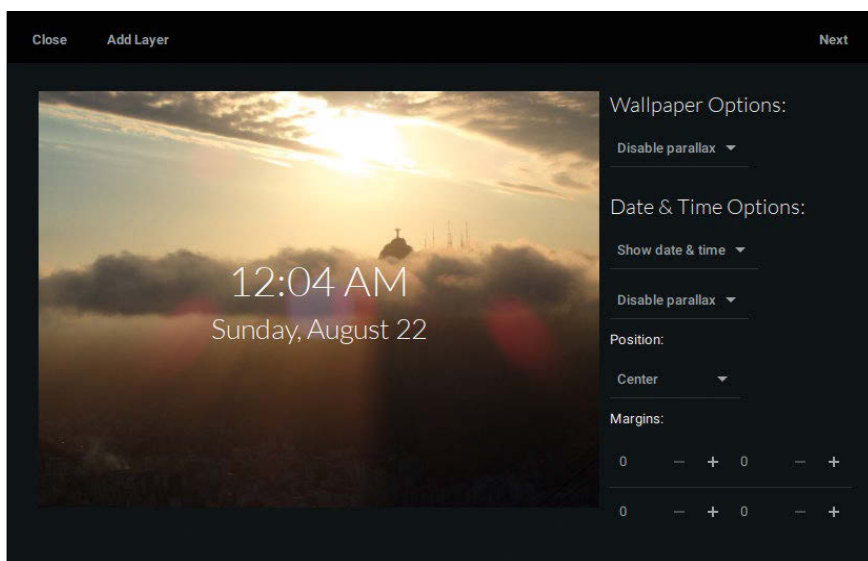 Close Add Layer Next
Wallpaper Options:
Disable parallax
Date & Time Options:
Show date & time
Disable parallax
Position:
Center
Margins:
0 − + 0 − +
0 − + 0 − +
12:04 AM
Sunday, August 22